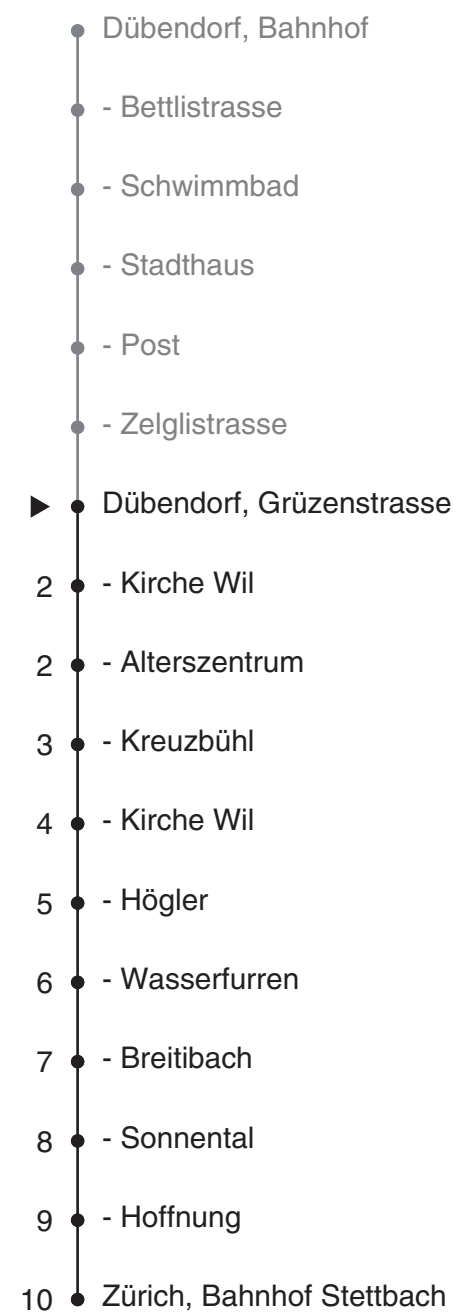 Dübendorf, Bahnhof
- Bettlistrasse
- Schwimmbad
- Stadthaus
- Post
- Zelglistrasse
Dübendorf, Grüzenstrasse
2 - Kirche Wil
2 - Alterszentrum
3 - Kreuzbühl
4 - Kirche Wil
5 - Högler
6 - Wasserfurren
7 - Breitibach
8 - Sonnental
9 - Hoffnung
10 Zürich, Bahnhof Stettbach